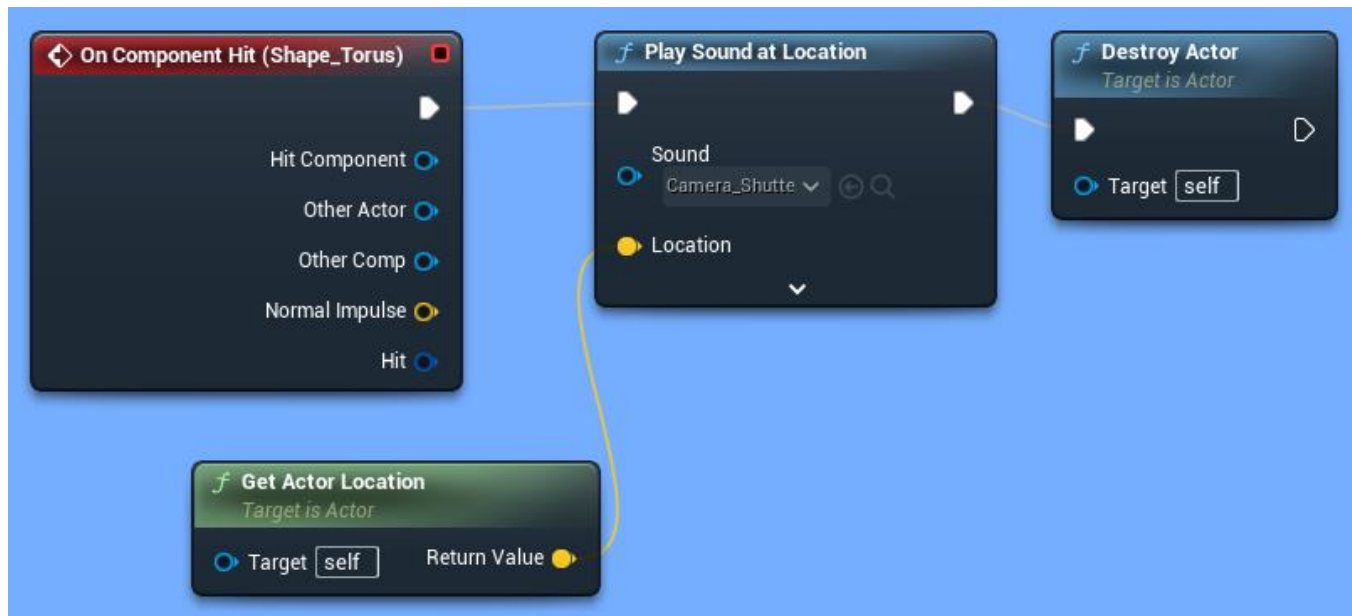 On Component Hit (Shape_Torus)
Hit Component
Other Actor
Other Comp
Normal Impulse
Hit
f Play Sound at Location
Sound
Camera_Shutte
Location
f Destroy Actor
Target is Actor
Target self
f Get Actor Location
Target is Actor
Target self Return Value